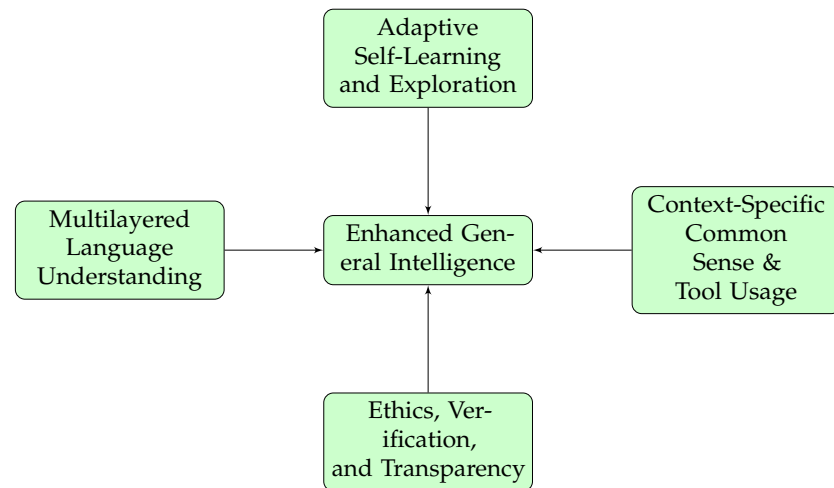 Adaptive
Self-Learning
and Exploration
Multilayered
Language
Understanding
Enhanced Gen-
eral Intelligence
Context-Specific
Common
Sense &
Tool Usage
Ethics, Ver-
ification,
and Transparency